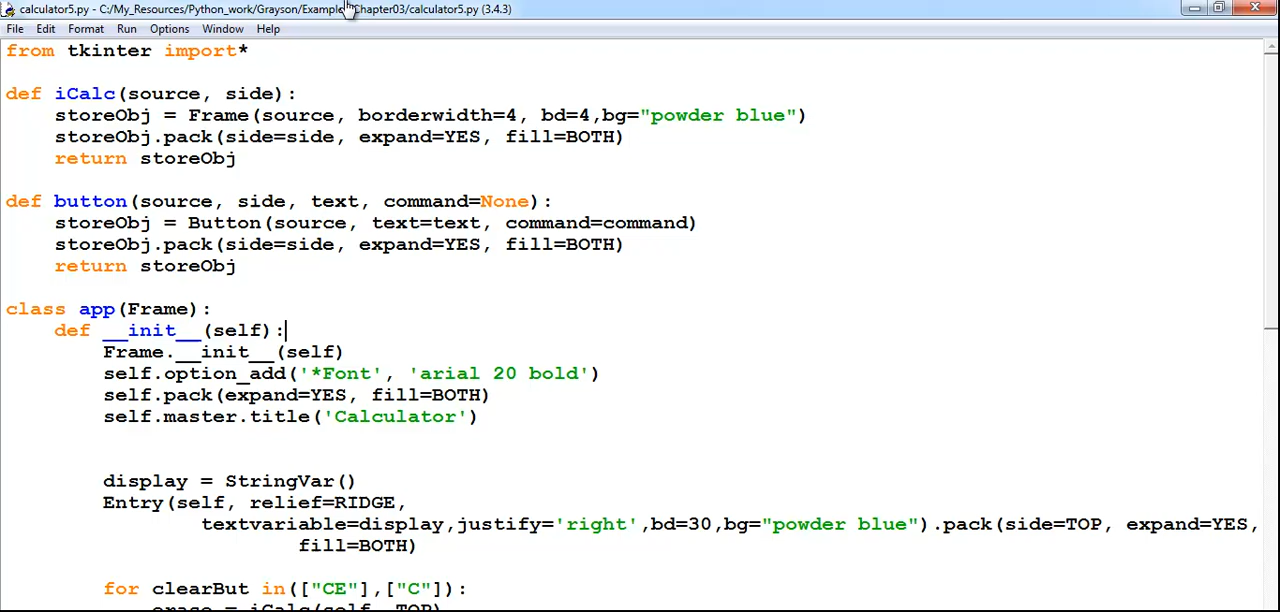 calculator5.py - C:/My_Resources/Python_work/Grayson/Example Chapter03/calculator5.py (3.4.3)
File Edit Format Run Options Window Help
from tkinter import*
def iCalc(source, side):
    storeObj = Frame(source, borderwidth=4, bd=4,bg="powder blue")
    storeObj.pack(side=side, expand=YES, fill=BOTH)
    return storeObj
def button(source, side, text, command=None):
    storeObj = Button(source, text=text, command=command)
    storeObj.pack(side=side, expand=YES, fill=BOTH)
    return storeObj
class app(Frame):
    def __init__(self):
        Frame.__init__(self)
        self.option_add('*Font', 'arial 20 bold')
        self.pack(expand=YES, fill=BOTH)
        self.master.title('Calculator')
        display = StringVar()
        Entry(self, relief=RIDGE,
                textvariable=display,justify='right',bd=30,bg="powder blue").pack(side=TOP, expand=YES,
                        fill=BOTH)
        for clearBut in(["CE"],["C"]):
            erase = iCalc(self, TOP)